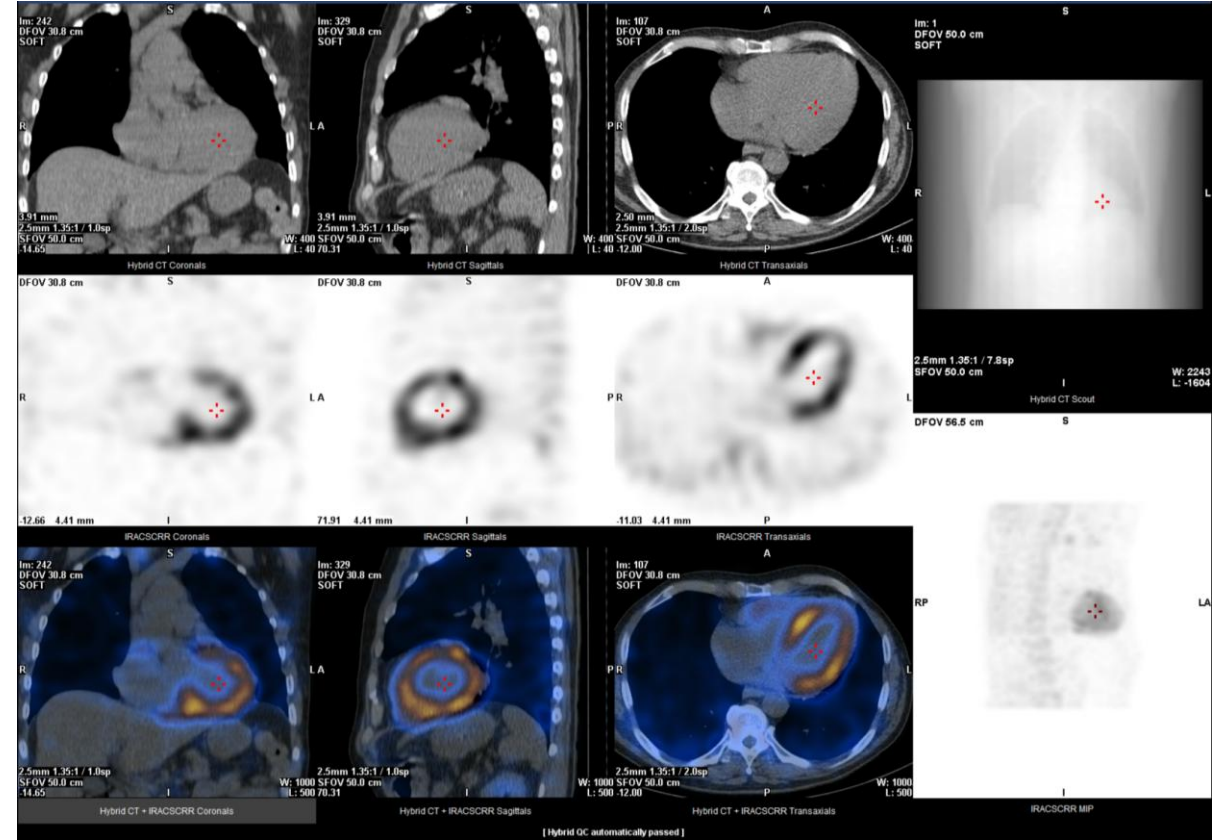 S
Im: 242
DFOV 30.8 cm
SOFT
R
L
3.91 mm
2.5mm 1.35:1 / 1.0sp
SFOV 50.0 cm
-14.65
I
W: 400
L: 40
Hybrid CT Coronals
S
Im: 329
DFOV 30.8 cm
SOFT
A
P
3.91 mm
2.5mm 1.35:1 / 1.0sp
SFOV 50.0 cm
70.31
I
W: 400
L: 40
Hybrid CT Sagittals
A
Im: 107
DFOV 30.8 cm
SOFT
R
L
2.50 mm
2.5mm 1.35:1 / 2.0sp
SFOV 50.0 cm
-12.00
P
W: 400
L: 40
Hybrid CT Transaxials
S
Im: 1
DFOV 50.0 cm
SOFT
R
L
2.5mm 1.35:1 / 7.8sp
SFOV 50.0 cm
I
W: 2243
L: -1604
Hybrid CT Scout
DFOV 30.8 cm
S
R
L
-12.66 4.41 mm
I
IRACSCRR Coronals
DFOV 30.8 cm
S
A
P
71.91 4.41 mm
I
IRACSCRR Sagittals
DFOV 30.8 cm
A
R
L
-11.03 4.41 mm
P
IRACSCRR Transaxials
DFOV 56.5 cm
S
RP
LA
I
IRACSCRR MIP
S
Im: 242
DFOV 30.8 cm
SOFT
R
L
2.5mm 1.35:1 / 1.0sp
SFOV 50.0 cm
-14.65
I
W: 1000
L: 500
Hybrid CT + IRACSCRR Coronals
S
Im: 329
DFOV 30.8 cm
SOFT
A
P
2.5mm 1.35:1 / 1.0sp
SFOV 50.0 cm
70.31
I
W: 1000
L: 500
Hybrid CT + IRACSCRR Sagittals
A
Im: 107
DFOV 30.8 cm
SOFT
R
L
2.5mm 1.35:1 / 2.0sp
SFOV 50.0 cm
-12.00
P
W: 1000
L: 500
Hybrid CT + IRACSCRR Transaxials
[ Hybrid QC automatically passed ]